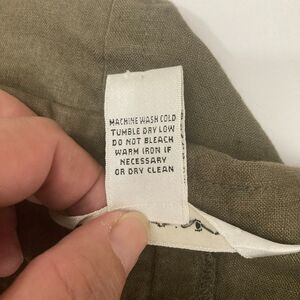 MACHINE WASH COLD
TUMBLE DRY LOW
DO NOT BLEACH
WARM IRON IF
NECESSARY
OR DRY CLEAN